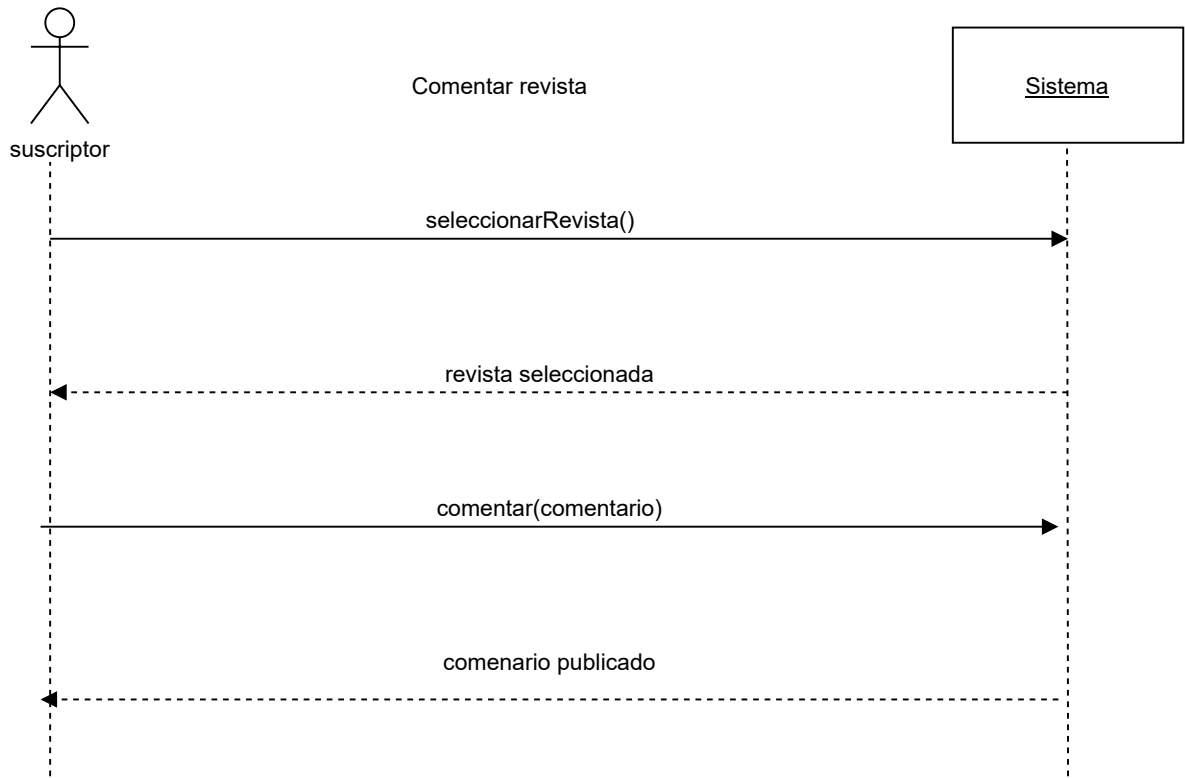 Comentar revista
Sistema
suscriptor
seleccionarRevista()
revista seleccionada
comentar(comentario)
comenario publicado